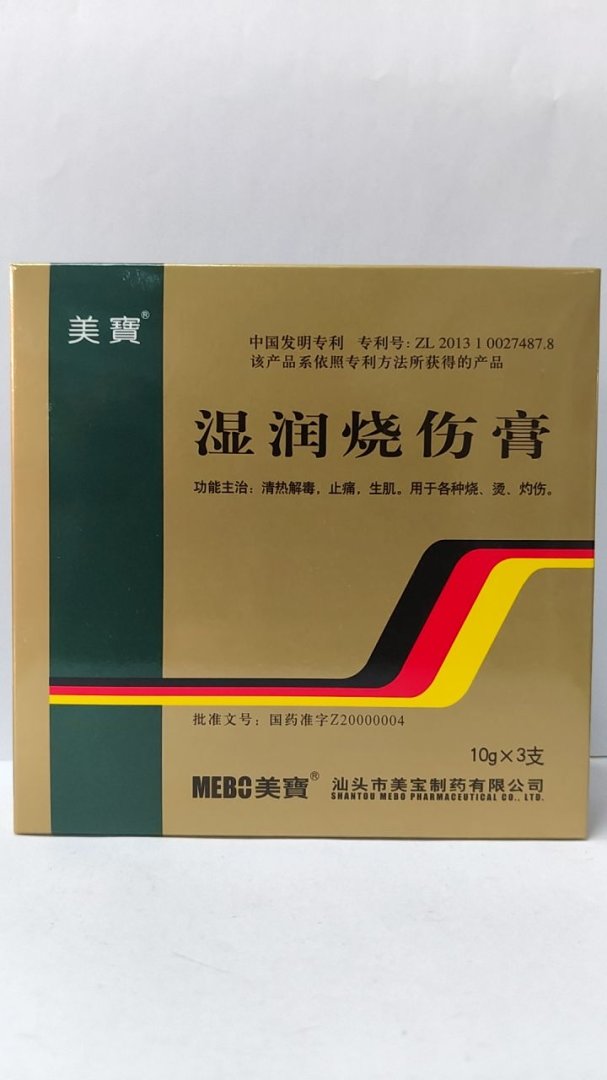 美寶®
中国发明专利 专利号：ZL 2013 1 0027487.8
该产品系依照专利方法所获得的产品
湿润烧伤膏
功能主治：清热解毒，止痛，生肌。用于各种烧、烫、灼伤。
批准文号：国药准字Z20000004
10g×3支
MEBO美寶® 汕头市美宝制药有限公司
SHANTOU MEBO PHARMACEUTICAL CO., LTD.